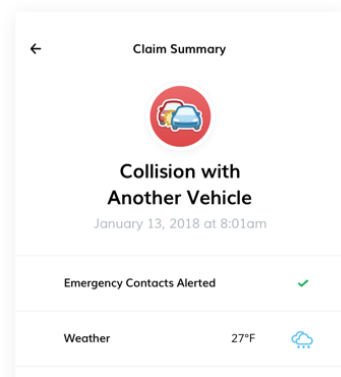 Claim Summary
Collision with
Another Vehicle
January 13, 2018 at 8:01am
Emergency Contacts Alerted
Weather 27°F